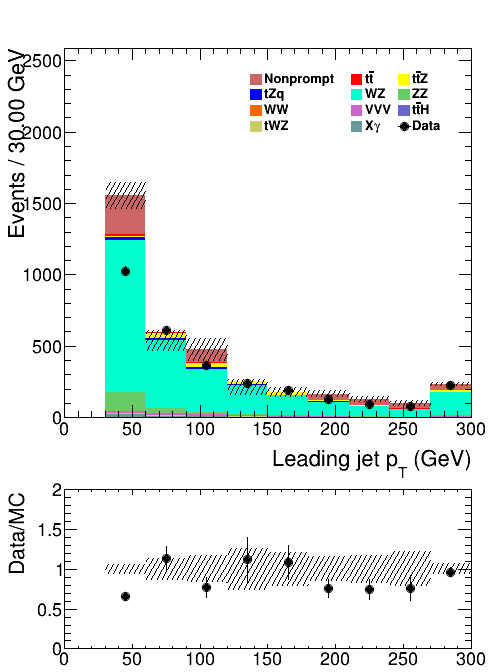 Events / 30.00 GeV
2500
2000
1500
1000
500
0
Nonprompt tt̄ tt̄Z
tZq WZ ZZ
WW VVV tt̄H
tWZ Xγ Data
0 50 100 150 200 250 300
Leading jet p_T (GeV)
Data/MC
2
1.5
1
0.5
0
0 50 100 150 200 250 300